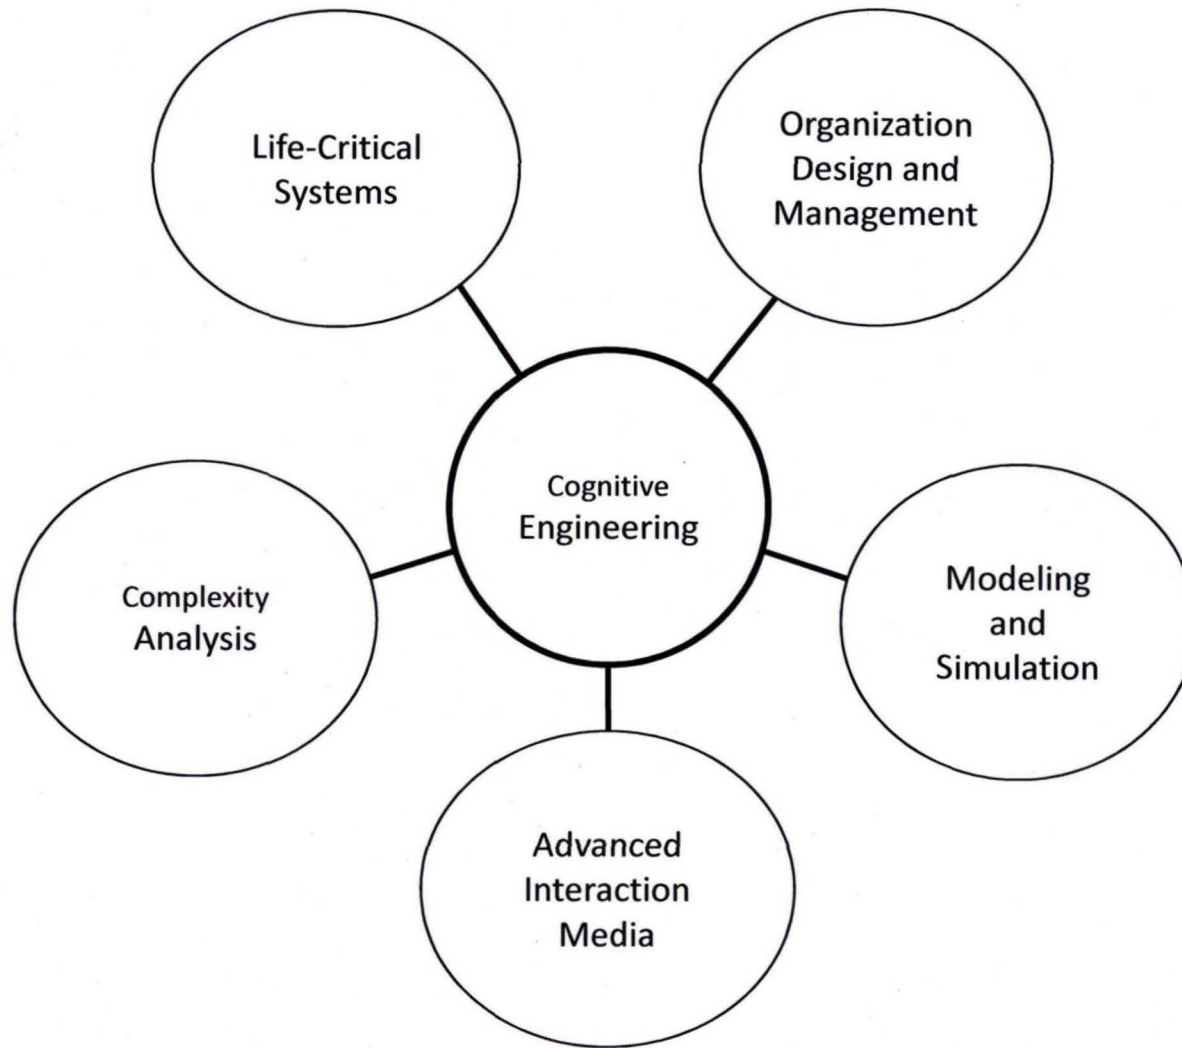 Life-Critical
Systems
Organization
Design and
Management
Cognitive
Engineering
Complexity
Analysis
Modeling
and
Simulation
Advanced
Interaction
Media